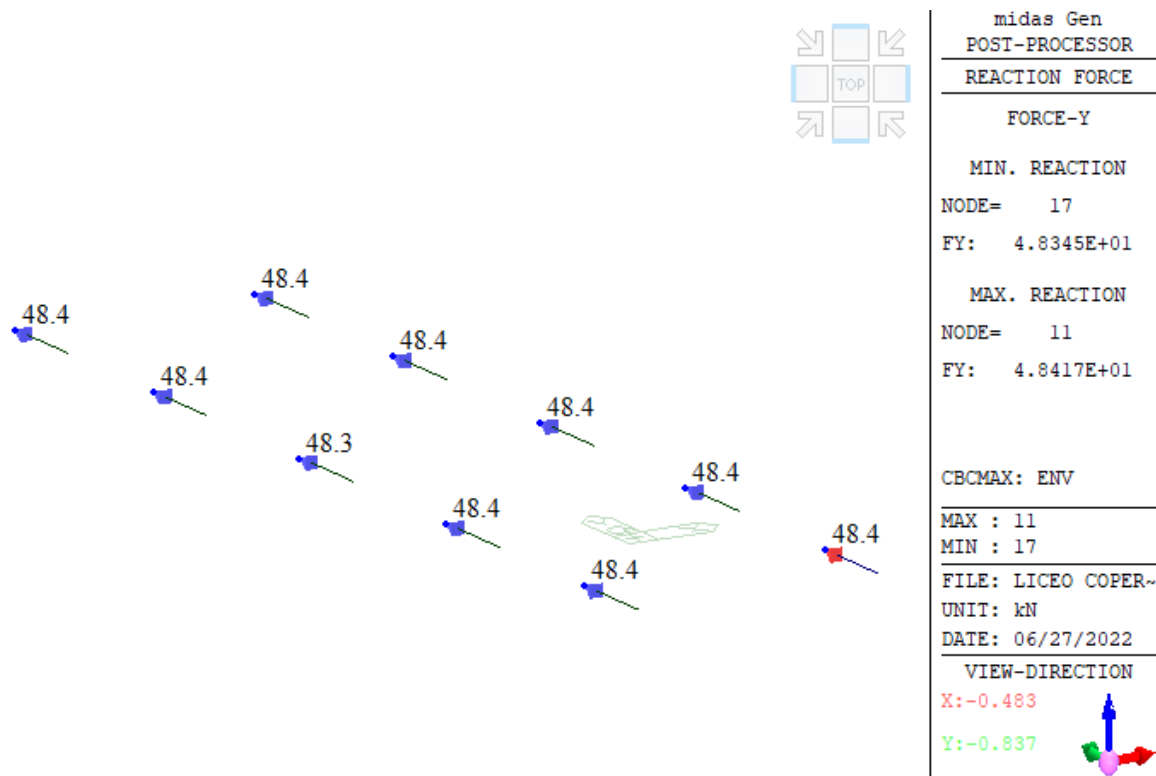 TOP
48.4
48.4
48.4
48.4
48.4
48.3
48.4
48.4
48.4
48.4
midas Gen
POST-PROCESSOR
REACTION FORCE
FORCE-Y
MIN. REACTION
NODE= 17
FY: 4.8345E+01
MAX. REACTION
NODE= 11
FY: 4.8417E+01
CBCMAX: ENV
MAX : 11
MIN : 17
FILE: LICEO COPER~
UNIT: kN
DATE: 06/27/2022
VIEW-DIRECTION
X:-0.483
Y:-0.837